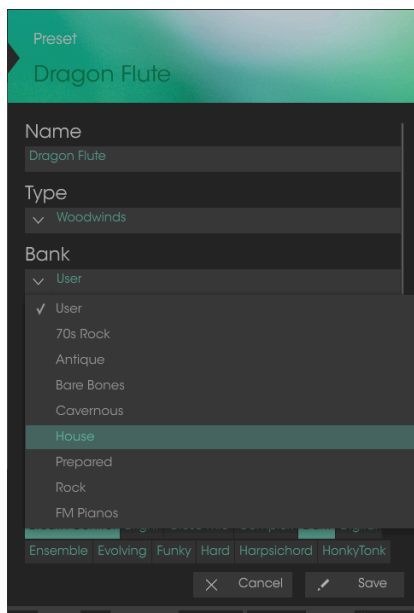 Preset
Dragon Flute
Name
Dragon Flute
Type
Woodwinds
Bank
User
✓ User
70s Rock
Antique
Bare Bones
Cavernous
House
Prepared
Rock
FM Pianos
Ensemble Evolving Funky Hard Harpsichord HonkyTonk
Cancel Save